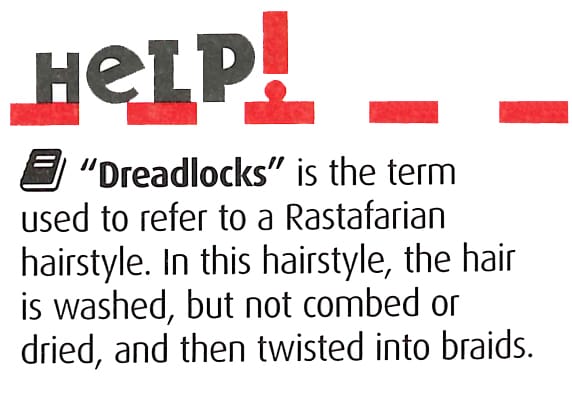 HeLP!
“Dreadlocks” is the term
used to refer to a Rastafarian
hairstyle. In this hairstyle, the hair
is washed, but not combed or
dried, and then twisted into braids.